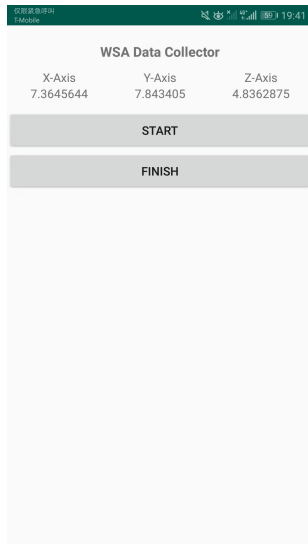 仅限紧急呼叫
T-Mobile
19:41
WSA Data Collector
X-Axis Y-Axis Z-Axis
7.3645644 7.843405 4.8362875
START
FINISH